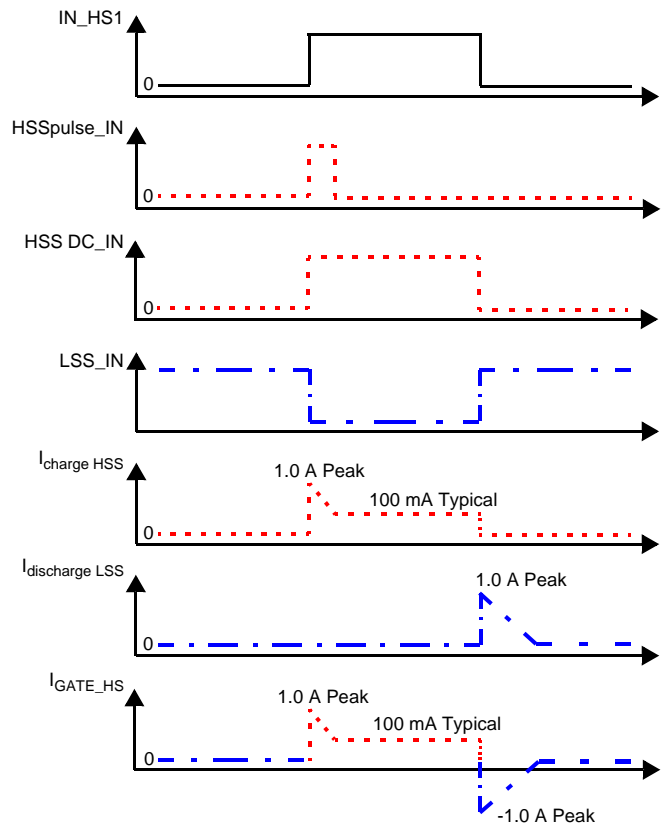 IN_HS1
0
HSSpulse_IN
0
HSS DC_IN
0
LSS_IN
Icharge HSS
1.0 A Peak
100 mA Typical
0
Idischarge LSS
1.0 A Peak
0
IGATE_HS
1.0 A Peak
100 mA Typical
0
-1.0 A Peak